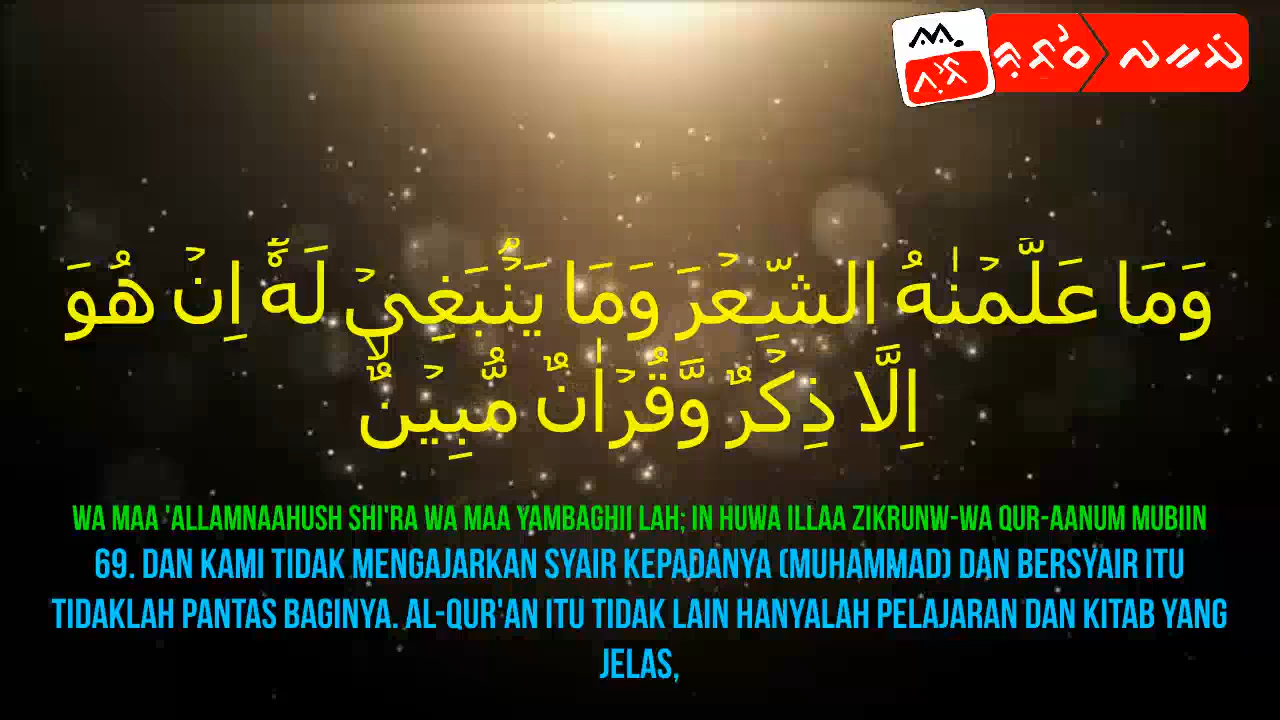 وَمَا عَلَّمۡنٰهُ الشِّعۡرَ وَمَا يَنۡۢبَغِىۡ لَهٗؕ اِنۡ هُوَ
اِلَّا ذِكۡرٌ وَّقُرۡاٰنٌ مُّبِيۡنٌۙ
WA MAA 'ALLAMNAAHUSH SHI'RA WA MAA YAMBAGHII LAH; IN HUWA ILLAA ZIKRUNW-WA QUR-AANUM MUBIIN
69. DAN KAMI TIDAK MENGAJARKAN SYAIR KEPADANYA (MUHAMMAD) DAN BERSYAIR ITU
TIDAKLAH PANTAS BAGINYA. AL-QUR'AN ITU TIDAK LAIN HANYALAH PELAJARAN DAN KITAB YANG
JELAS,